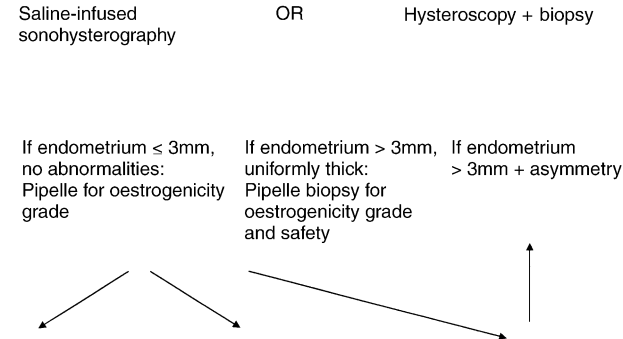 Saline-infused
sonohysterography
OR
Hysteroscopy + biopsy
If endometrium ≤ 3mm,
no abnormalities:
Pipelle for oestrogenicity
grade
If endometrium > 3mm,
uniformly thick:
Pipelle biopsy for
oestrogenicity grade
and safety
If endometrium
> 3mm + asymmetry